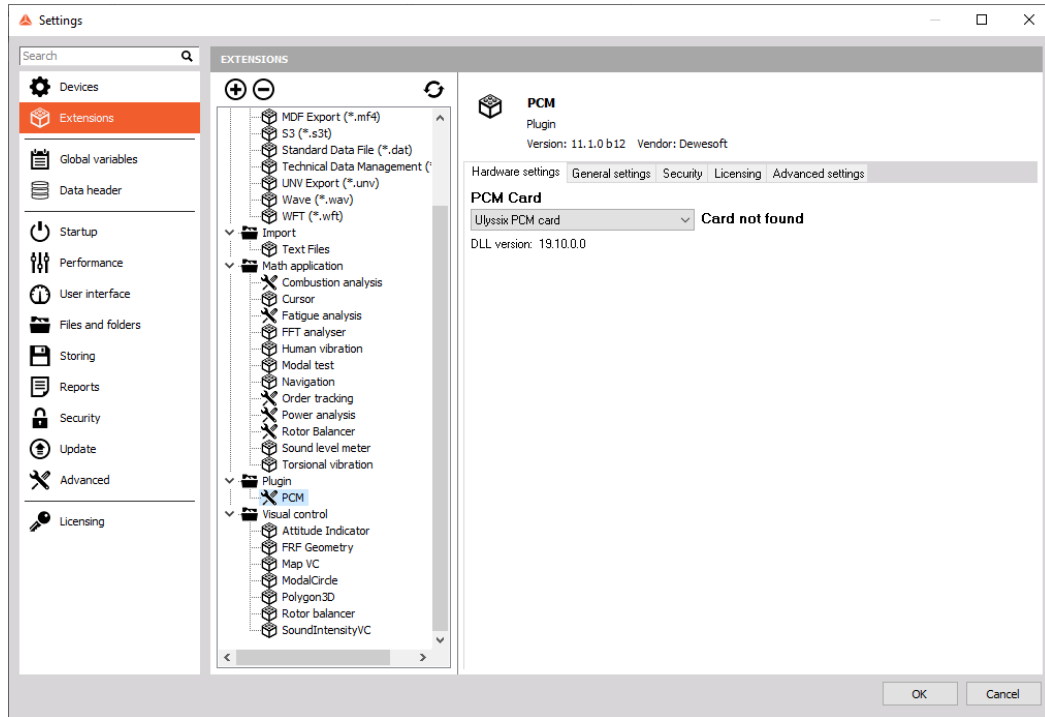 Settings
Search
EXTENSIONS
Devices
Extensions
Global variables
Data header
Startup
Performance
User interface
Files and folders
Storing
Reports
Security
Update
Advanced
Licensing
MDF Export (*.mf4)
S3 (*.s3t)
Standard Data File (*.dat)
Technical Data Management (*
UNV Export (*.unv)
Wave (*.wav)
WFT (*.wft)
Import
Text Files
Math application
Combustion analysis
Cursor
Fatigue analysis
FFT analyser
Human vibration
Modal test
Navigation
Order tracking
Power analysis
Rotor Balancer
Sound level meter
Torsional vibration
Plugin
PCM
Visual control
Attitude Indicator
FRF Geometry
Map VC
ModalCircle
Polygon3D
Rotor balancer
SoundIntensityVC
PCM
Plugin
Version: 11.1.0 b12 Vendor: Dewesoft
Hardware settings General settings Security Licensing Advanced settings
PCM Card
Ulyssix PCM card Card not found
DLL version: 19.10.0.0
OK Cancel